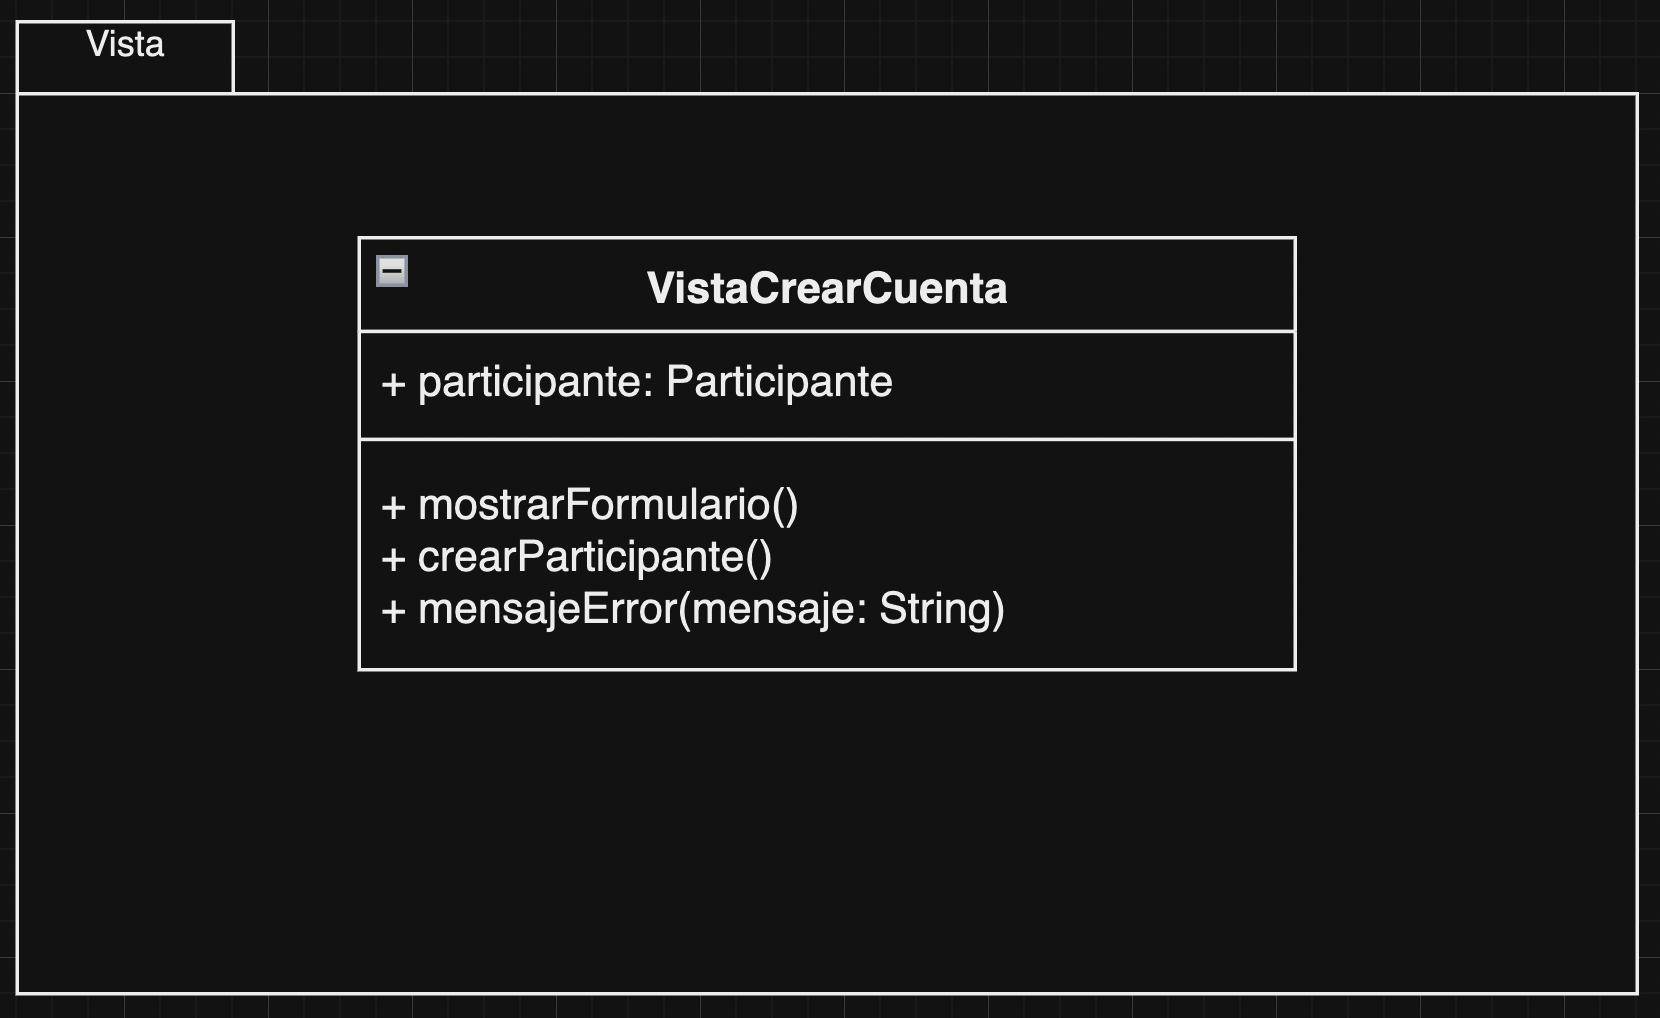 Vista
VistaCrearCuenta
+ participante: Participante
+ mostrarFormulario()
+ crearParticipante()
+ mensajeError(mensaje: String)